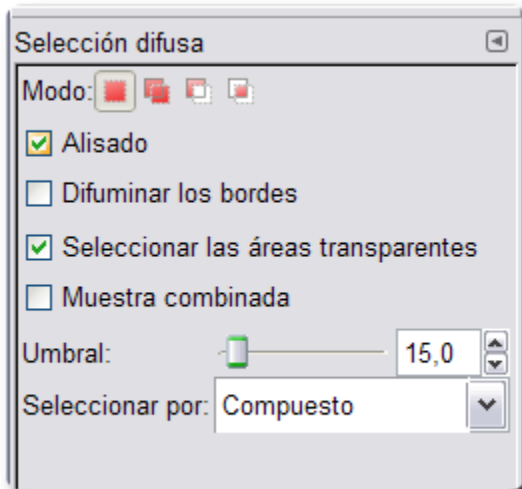 Selección difusa
Modo:
Alisado
Difuminar los bordes
Seleccionar las áreas transparentes
Muestra combinada
Umbral: 15,0
Seleccionar por: Compuesto